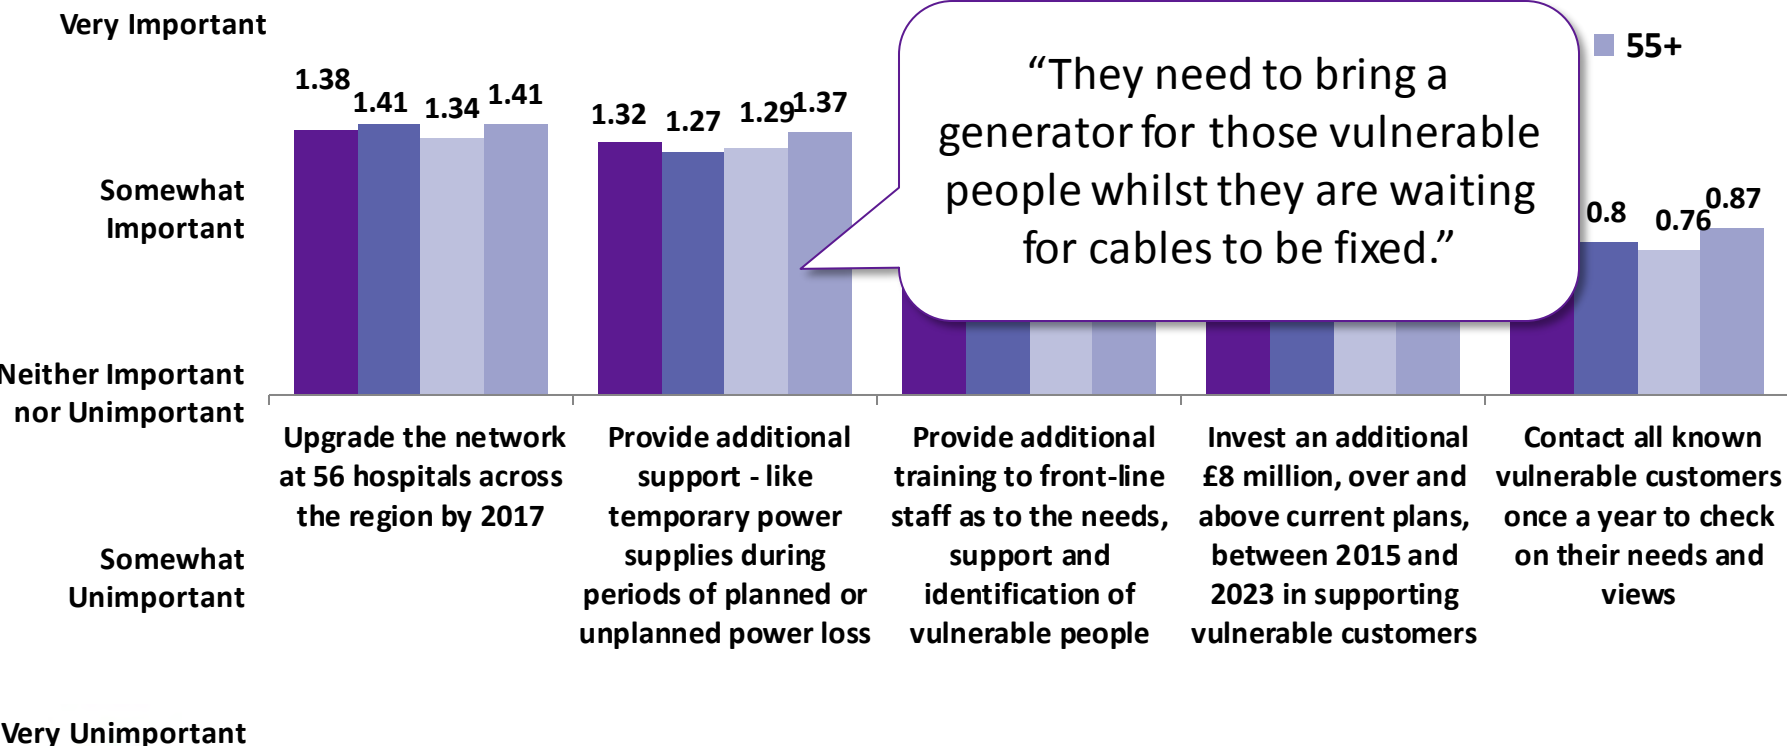 Very Important
Somewhat
Important
Neither Important
nor Unimportant
Somewhat
Unimportant
Very Unimportant
1.38
1.41
1.34
1.41
1.32
1.27
1.29
1.37
0.8
0.76
0.87
55+
“They need to bring a
generator for those vulnerable
people whilst they are waiting
for cables to be fixed.”
Upgrade the network
at 56 hospitals across
the region by 2017
Provide additional
support - like
temporary power
supplies during
periods of planned or
unplanned power loss
Provide additional
training to front-line
staff as to the needs,
support and
identification of
vulnerable people
Invest an additional
£8 million, over and
above current plans,
between 2015 and
2023 in supporting
vulnerable customers
Contact all known
vulnerable customers
once a year to check
on their needs and
views